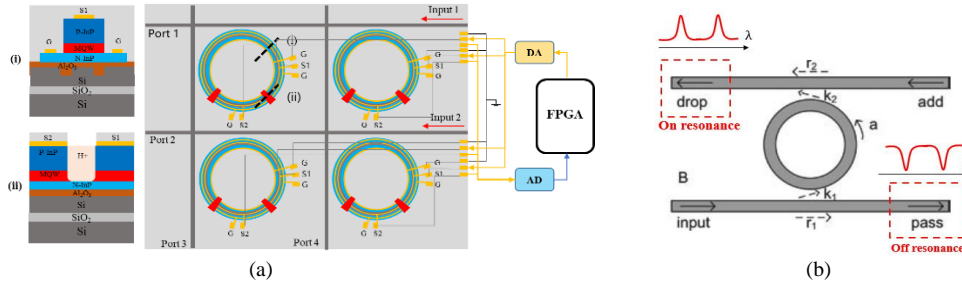 S1
P-InP
G
MQW
G
N-InP
(i)
Al2O3
Si
SiO2
Si
S2
S1
H+
P-InP
MQW
(ii)
N-InP
Al2O3
Si
SiO2
Si
Input 1
Port 1
(i)
G
S1
G
(ii)
G
S1
G
G S2
G S2
Input 2
Port 2
G
S1
G
G
S1
G
G
S2
G
S2
Port 3
Port 4
DA
FPGA
AD
(a)
λ
r2
drop
k2
add
On resonance
a
B
k1
input
r1
pass
Off resonance
(b)